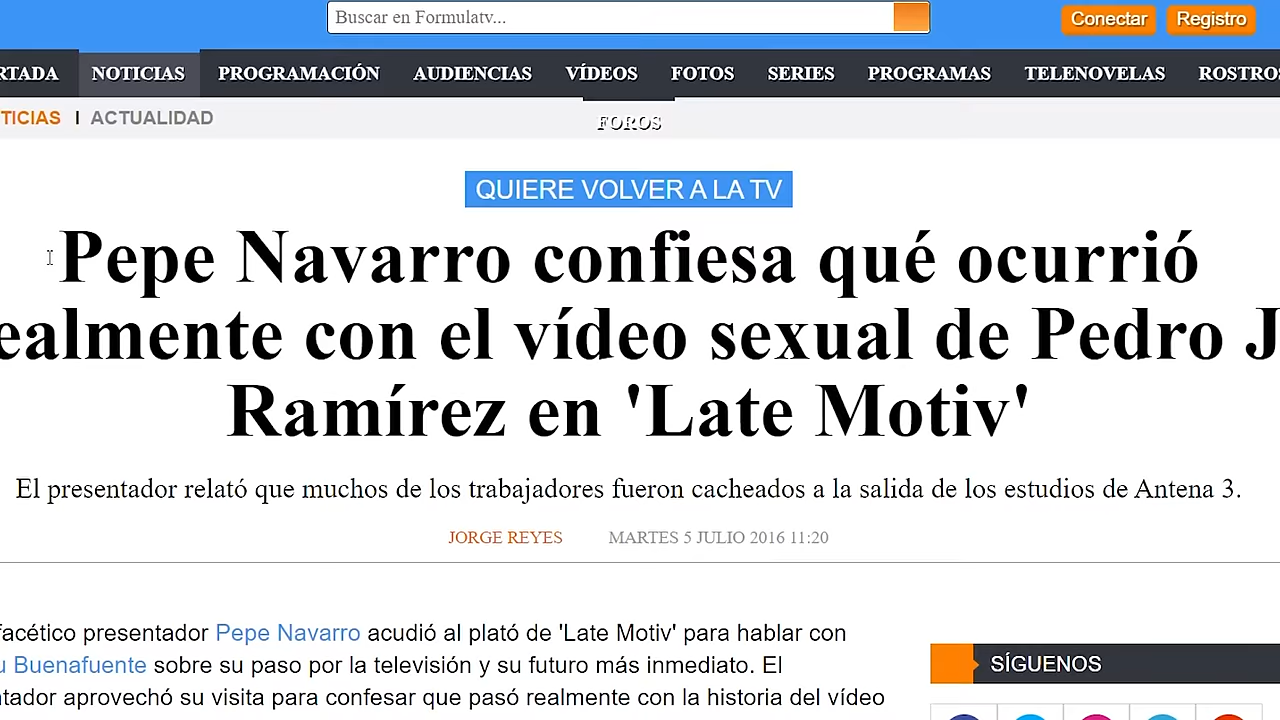 Buscar en Formulatv...
Conectar Registro
RTADA NOTICIAS PROGRAMACIÓN AUDIENCIAS VÍDEOS FOTOS SERIES PROGRAMAS TELENOVELAS ROSTROS
TICIAS I ACTUALIDAD
FOROS
QUIERE VOLVER A LA TV
Pepe Navarro confiesa qué ocurrió
ealmente con el vídeo sexual de Pedro J
Ramírez en 'Late Motiv'
El presentador relató que muchos de los trabajadores fueron cacheados a la salida de los estudios de Antena 3.
JORGE REYES MARTES 5 JULIO 2016 11:20
facético presentador Pepe Navarro acudió al plató de 'Late Motiv' para hablar con
u Buenafuente sobre su paso por la televisión y su futuro más inmediato. El
ntador aprovechó su visita para confesar que pasó realmente con la historia del vídeo
SÍGUENOS